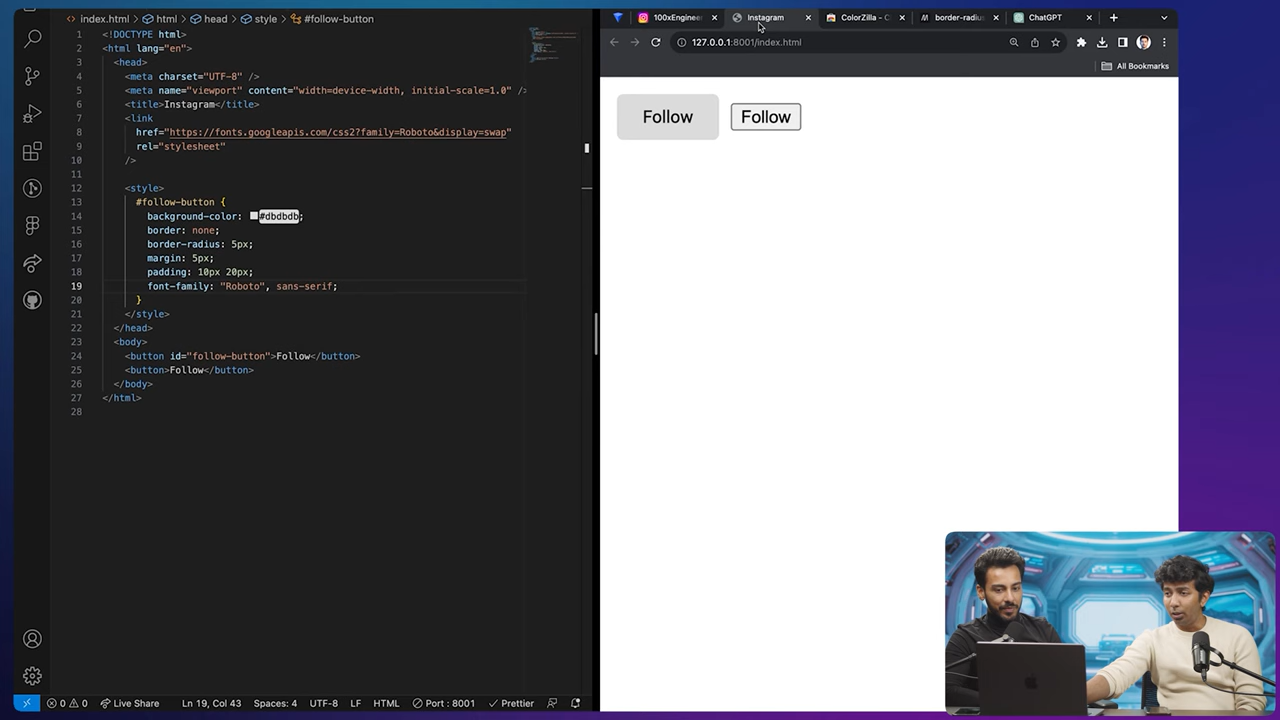 index.html > html > head > style > #follow-button
1 <!DOCTYPE html>
2 <html lang="en">
3 <head>
4 <meta charset="UTF-8" />
5 <meta name="viewport" content="width=device-width, initial-scale=1.0" />
6 <title>Instagram</title>
7 <link
8 href="https://fonts.googleapis.com/css2?family=Roboto&display=swap"
9 rel="stylesheet"
10 />
11
12 <style>
13 #follow-button {
14 background-color: #dbdbdb;
15 border: none;
16 border-radius: 5px;
17 margin: 5px;
18 padding: 10px 20px;
19 font-family: "Roboto", sans-serif;
20 }
21 </style>
22 </head>
23 <body>
24 <button id="follow-button">Follow</button>
25 <button>Follow</button>
26 </body>
27 </html>
28
0 0 Live Share Ln 19, Col 43 Spaces: 4 UTF-8 LF HTML Port : 8001 Prettier
100xEnginee Instagram ColorZilla - C border-radiu ChatGPT
127.0.0.1:8001/index.html
All Bookmarks
Follow Follow